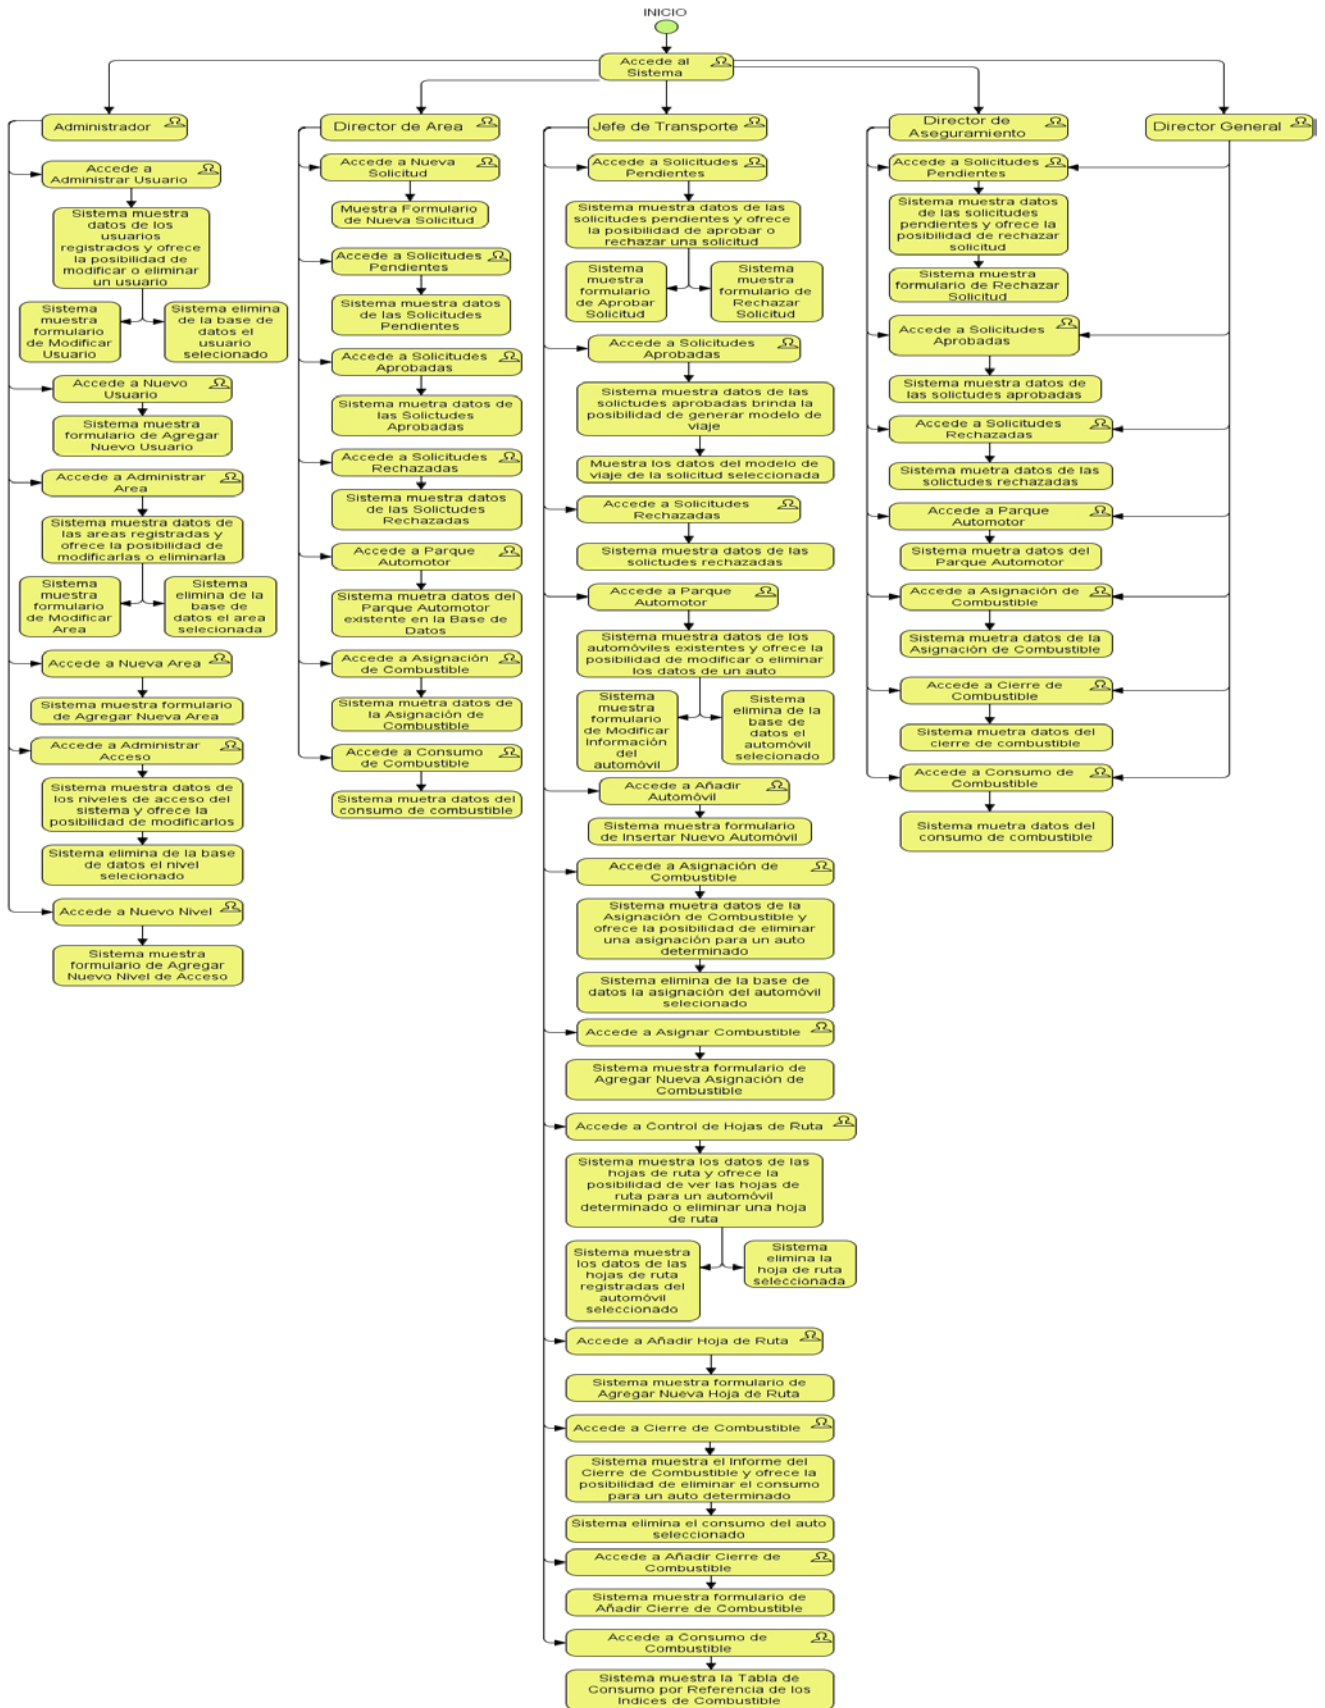 INICIO
Accede al
Sistema
Administrador
Accede a
Administrar Usuario
Sistema muestra
datos de los
usuarios
registrados y ofrece
la posibilidad de
modificar o eliminar
un usuario
Sistema
muestra
formulario
de Modificar
Usuario
Sistema elimina
de la base de
datos el
usuario
selecionado
Accede a Nuevo
Usuario
Sistema muestra
formulario de Agregar
Nuevo Usuario
Accede a Administrar
Area
Sistema muestra datos de
las areas registradas y
ofrece la posibilidad de
modificarlas o eliminarla
Sistema
muestra
formulario
de Modificar
Area
Sistema
elimina de la
base de
datos el area
selecionada
Accede a Nueva Area
Sistema muestra formulario
de Agregar Nueva Area
Accede a Administrar
Acceso
Sistema muestra datos de
los niveles de acceso del
sistema y ofrece la
posibilidad de modificarlos
Sistema elimina de la base
de datos el nivel
selecionado
Accede a Nuevo Nivel
Sistema muestra
formulario de Agregar
Nuevo Nivel de Acceso
Director de Area
Accede a Nueva
Solicitud
Muestra Formulario
de Nueva Solicitud
Accede a Solicitudes
Pendientes
Sistema muestra datos
de las Solicitudes
Pendientes
Accede a Solicitudes
Aprobadas
Sistema muetra datos de
las Solictudes
Aprobadas
Accede a Solicitudes
Rechazadas
Sistema muestra datos
de las Solictudes
Rechazadas
Accede a Parque
Automotor
Sistema muetra datos del
Parque Automotor
existente en la Base de
Datos
Accede a Asignación
de Combustible
Sistema muetra datos de
la Asignación de
Combustible
Accede a Consumo
de Combustible
Sistema muetra datos del
consumo de combustible
Jefe de Transporte
Accede a Solicitudes
Pendientes
Sistema muestra datos de las
solicitudes pendientes y ofrece
la posibilidad de aprobar o
rechazar una solicitud
Sistema
muestra
formulario
de Aprobar
Solicitud
Sistema
muestra
formulario de
Rechazar
Solicitud
Accede a Solicitudes
Aprobadas
Sistema muestra datos de las
solictudes aprobadas brinda la
posibilidad de generar modelo de
viaje
Muestra los datos del modelo de
viaje de la solicitud seleccionada
Accede a Solicitudes
Rechazadas
Sistema muestra datos de las
solictudes rechazadas
Accede a Parque
Automotor
Sistema muestra datos de los
automóviles existentes y ofrece la
posibilidad de modificar o eliminar
los datos de un auto
Sistema
muestra
formulario
de Modificar
Información
del
automóvil
Sistema
elimina de la
base de
datos el
automóvil
selecionado
Accede a Añadir
Automóvil
Sistema muestra formulario
de Insertar Nuevo Automóvil
Accede a Asignación de
Combustible
Sistema muetra datos de la
Asignación de Combustible y
ofrece la posibilidad de eliminar
una asignación para un auto
determinado
Sistema elimina de la base de
datos la asignación del automóvil
selecionado
Accede a Asignar Combustible
Sistema muestra formulario de
Agregar Nueva Asignación de
Combustible
Accede a Control de Hojas de Ruta
Sistema muestra los datos de las
hojas de ruta y ofrece la
posibilidad de ver las hojas de
ruta para un automóvil
determinado o eliminar una hoja
de ruta
Sistema muestra
los datos de las
hojas de ruta
registradas del
automóvil
seleccionado
Sistema
elimina la
hoja de ruta
seleccionada
Accede a Añadir Hoja de Ruta
Sistema muestra formulario de
Agregar Nueva Hoja de Ruta
Accede a Cierre de Combustible
Sistema muestra el Informe del
Cierre de Combustible y ofrece la
posibilidad de eliminar el consumo
para un auto determinado
Sistema elimina el consumo del auto
seleccionado
Accede a Añadir Cierre de
Combustible
Sistema muestra formulario de
Añadir Cierre de Combustible
Accede a Consumo de
Combustible
Sistema muestra la Tabla de
Consumo por Referencia de los
Indices de Combustible
Director de
Aseguramiento
Accede a Solicitudes
Pendientes
Sistema muestra datos
de las solicitudes
pendientes y ofrece la
posibilidad de rechazar
solicitud
Sistema muestra
formulario de Rechazar
Solicitud
Accede a Solicitudes
Aprobadas
Sistema muestra datos de
las solictudes aprobadas
Accede a Solicitudes
Rechazadas
Sistema muestra datos de las
solictudes rechazadas
Accede a Parque
Automotor
Sistema muetra datos del
Parque Automotor
Accede a Asignación de
Combustible
Sistema muetra datos de la
Asignación de Combustible
Accede a Cierre de
Combustible
Sistema muetra datos del
cierre de combustible
Accede a Consumo de
Combustible
Sistema muetra datos del
consumo de combustible
Director General